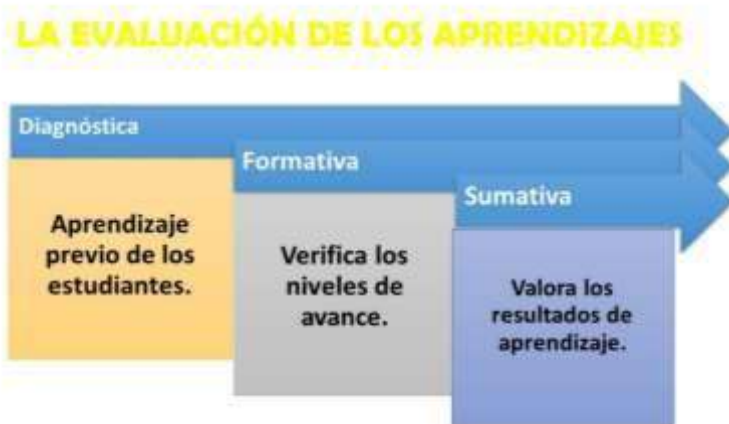 LA EVALUACIÓN DE LOS APRENDIZAJES
Diagnóstica
Aprendizaje
previo de los
estudiantes.
Formativa
Verifica los
niveles de
avance.
Sumativa
Valora los
resultados de
aprendizaje.